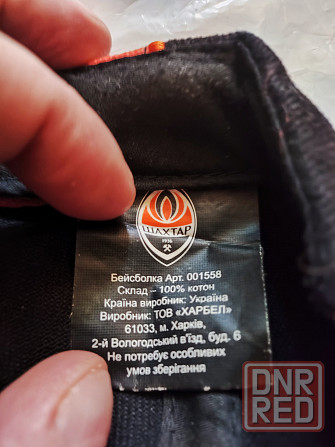 ШАХТАР
1936
Бейсболка Арт. 001558
Склад – 100% котон
Країна виробник: Україна
Виробник: ТОВ «ХАРБЕЛ»
61033, м. Харків,
2-й Вологодський в'їзд, буд. 6
Не потребує особливих
умов зберігання
DNR
RED